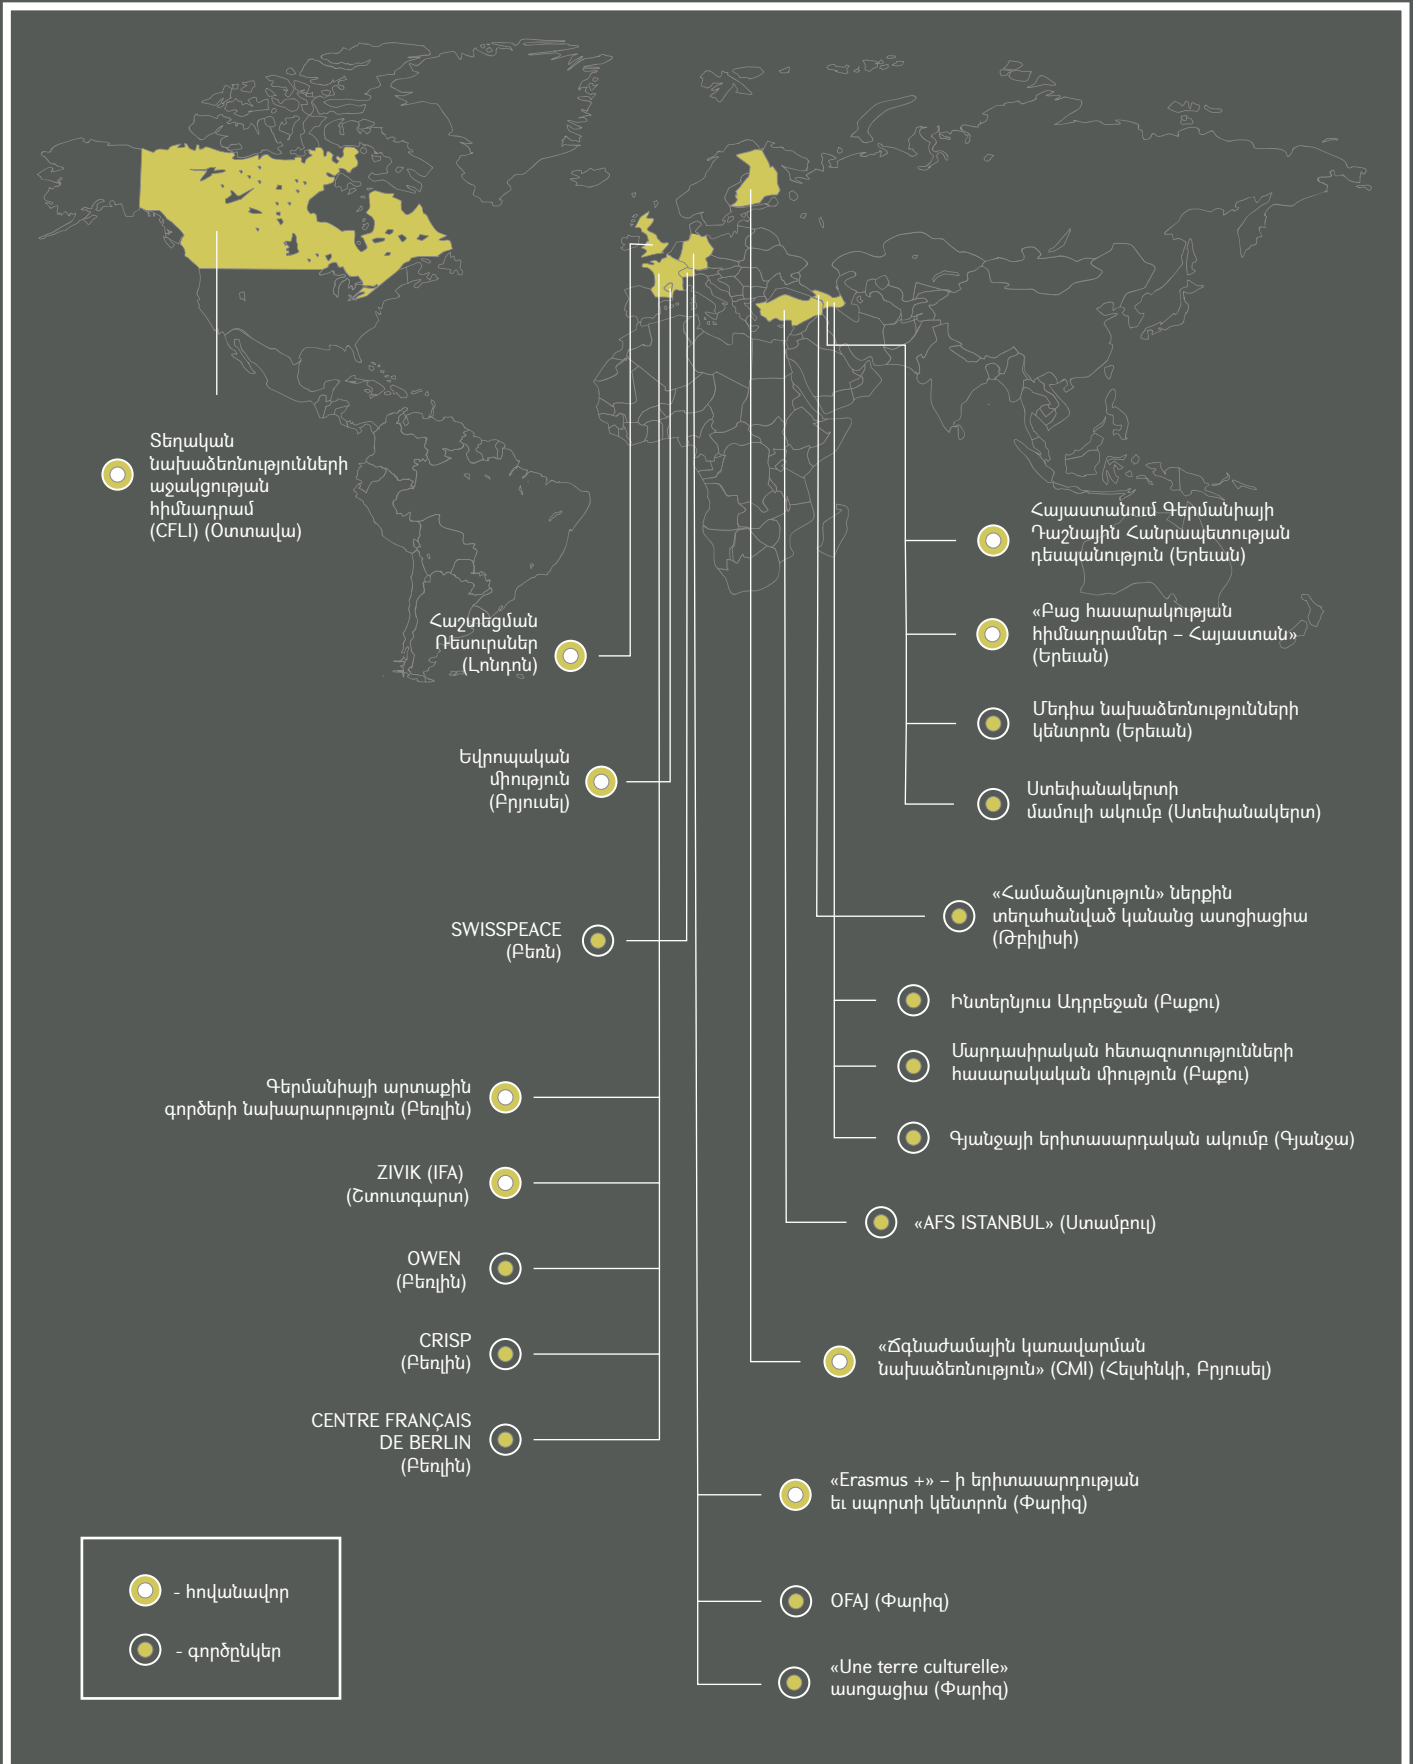 Տեղական
նախաձեռնությունների
աջակցության
հիմնադրամ
(CFLI) (Օտտավա)
Հաշտեցման
Ռեսուրսներ
(Լոնդոն)
Եվրոպական
միություն
(Բրյուսել)
SWISSPEACE
(Բեռն)
Գերմանիայի արտաքին
գործերի նախարարություն (Բեռլին)
ZIVIK (IFA)
(Շտուտգարտ)
OWEN
(Բեռլին)
CRISP
(Բեռլին)
CENTRE FRANÇAIS
DE BERLIN
(Բեռլին)
Հայաստանում Գերմանիայի
Դաշնային Հանրապետության
դեսպանություն (Երեւան)
«Բաց հասարակության
հիմնադրամներ – Հայաստան»
(Երեւան)
Մեդիա նախաձեռնությունների
կենտրոն (Երեւան)
Ստեփանակերտի
մամուլի ակումբ (Ստեփանակերտ)
«Համաձայնություն» ներքին
տեղահանված կանանց ասոցիացիա
(Թբիլիսի)
Ինտերնյուս Ադրբեջան (Բաքու)
Մարդասիրական հետազոտությունների
հասարակական միություն (Բաքու)
Գյանջայի երիտասարդական ակումբ (Գյանջա)
«AFS ISTANBUL» (Ստամբուլ)
«Ճգնաժամային կառավարման
նախաձեռնություն» (CMI) (Հելսինկի, Բրյուսել)
«Erasmus +» – ի երիտասարդության
եւ սպորտի կենտրոն (Փարիզ)
OFAJ (Փարիզ)
«Une terre culturelle»
ասոցացիա (Փարիզ)
- հովանավոր
- գործընկեր